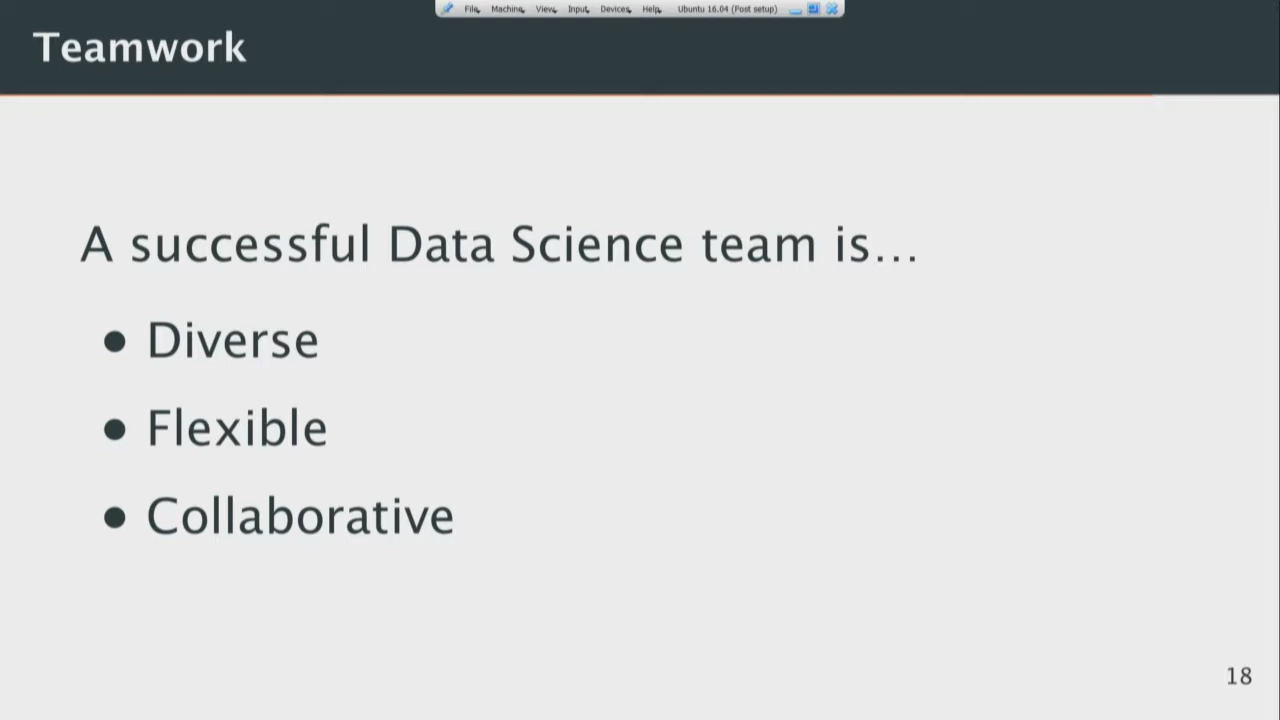 File Machine View Input Devices Help Ubuntu 16.04 (Post setup)
Teamwork
A successful Data Science team is...
● Diverse
● Flexible
● Collaborative
18